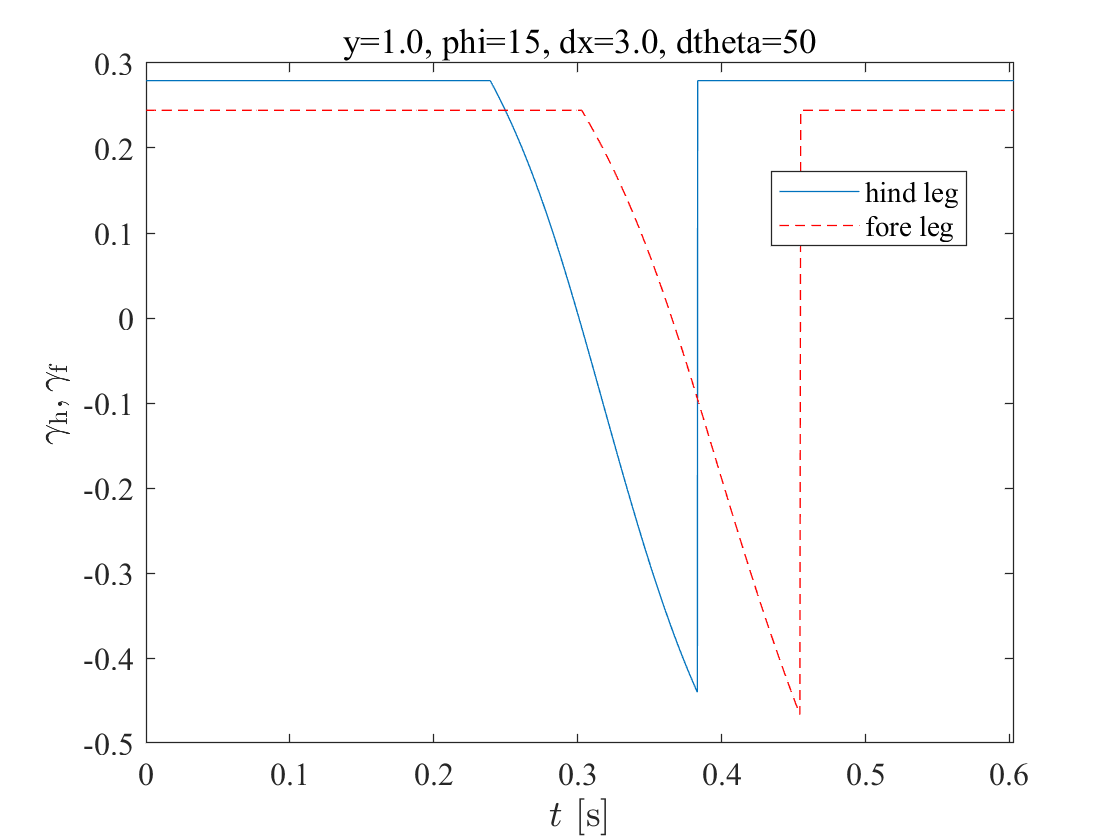 y=1.0, phi=15, dx=3.0, dtheta=50
0.3
0.2
0.1
0
-0.1
-0.2
-0.3
-0.4
-0.5
γh, γf
hind leg
fore leg
0 0.1 0.2 0.3 0.4 0.5 0.6
t [s]